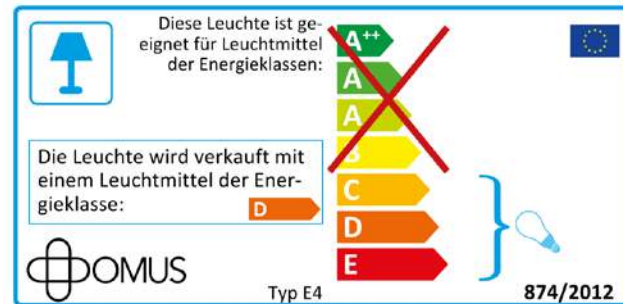 Diese Leuchte ist ge-
eignet für Leuchtmittel
der Energieklassen:
A++
A
A
B
C
D
E
Die Leuchte wird verkauft mit
einem Leuchtmittel der Ener-
gieklasse:
D
DOMUS
Typ E4
874/2012